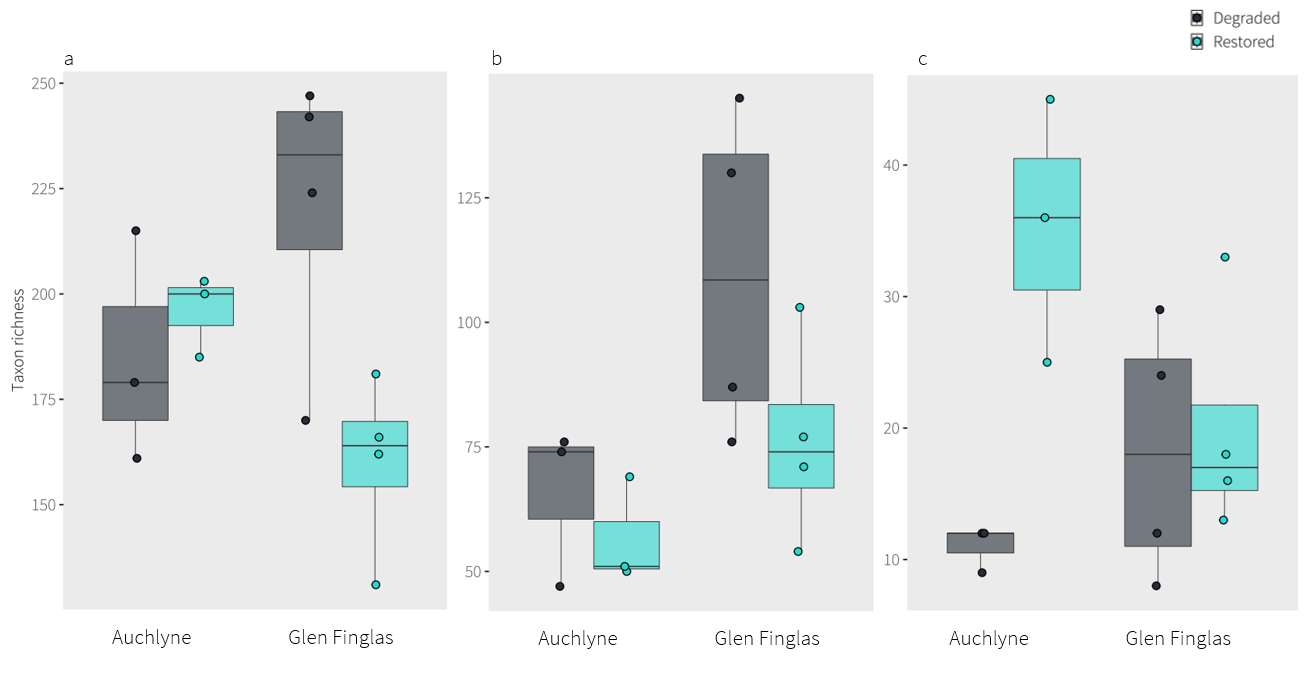 Degraded
Restored
a
b
c
Taxon richness
250
225
200
175
150
125
100
75
50
40
30
20
10
Auchlyne
Glen Finglas
Auchlyne
Glen Finglas
Auchlyne
Glen Finglas